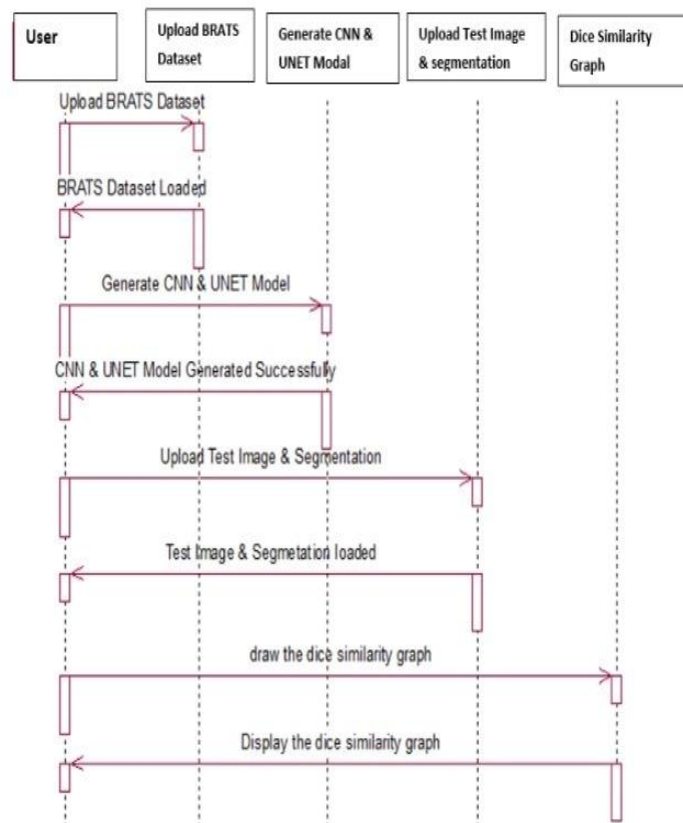 User
Upload BRATS
Dataset
Generate CNN &
UNET Modal
Upload Test Image
& segmentation
Dice Similarity
Graph
Upload BRATS Dataset
BRATS Dataset Loaded
Generate CNN & UNET Model
CNN & UNET Model Generated Successfully
Upload Test Image & Segmentation
Test Image & Segmetation loaded
draw the dice similarity graph
Display the dice similarity graph